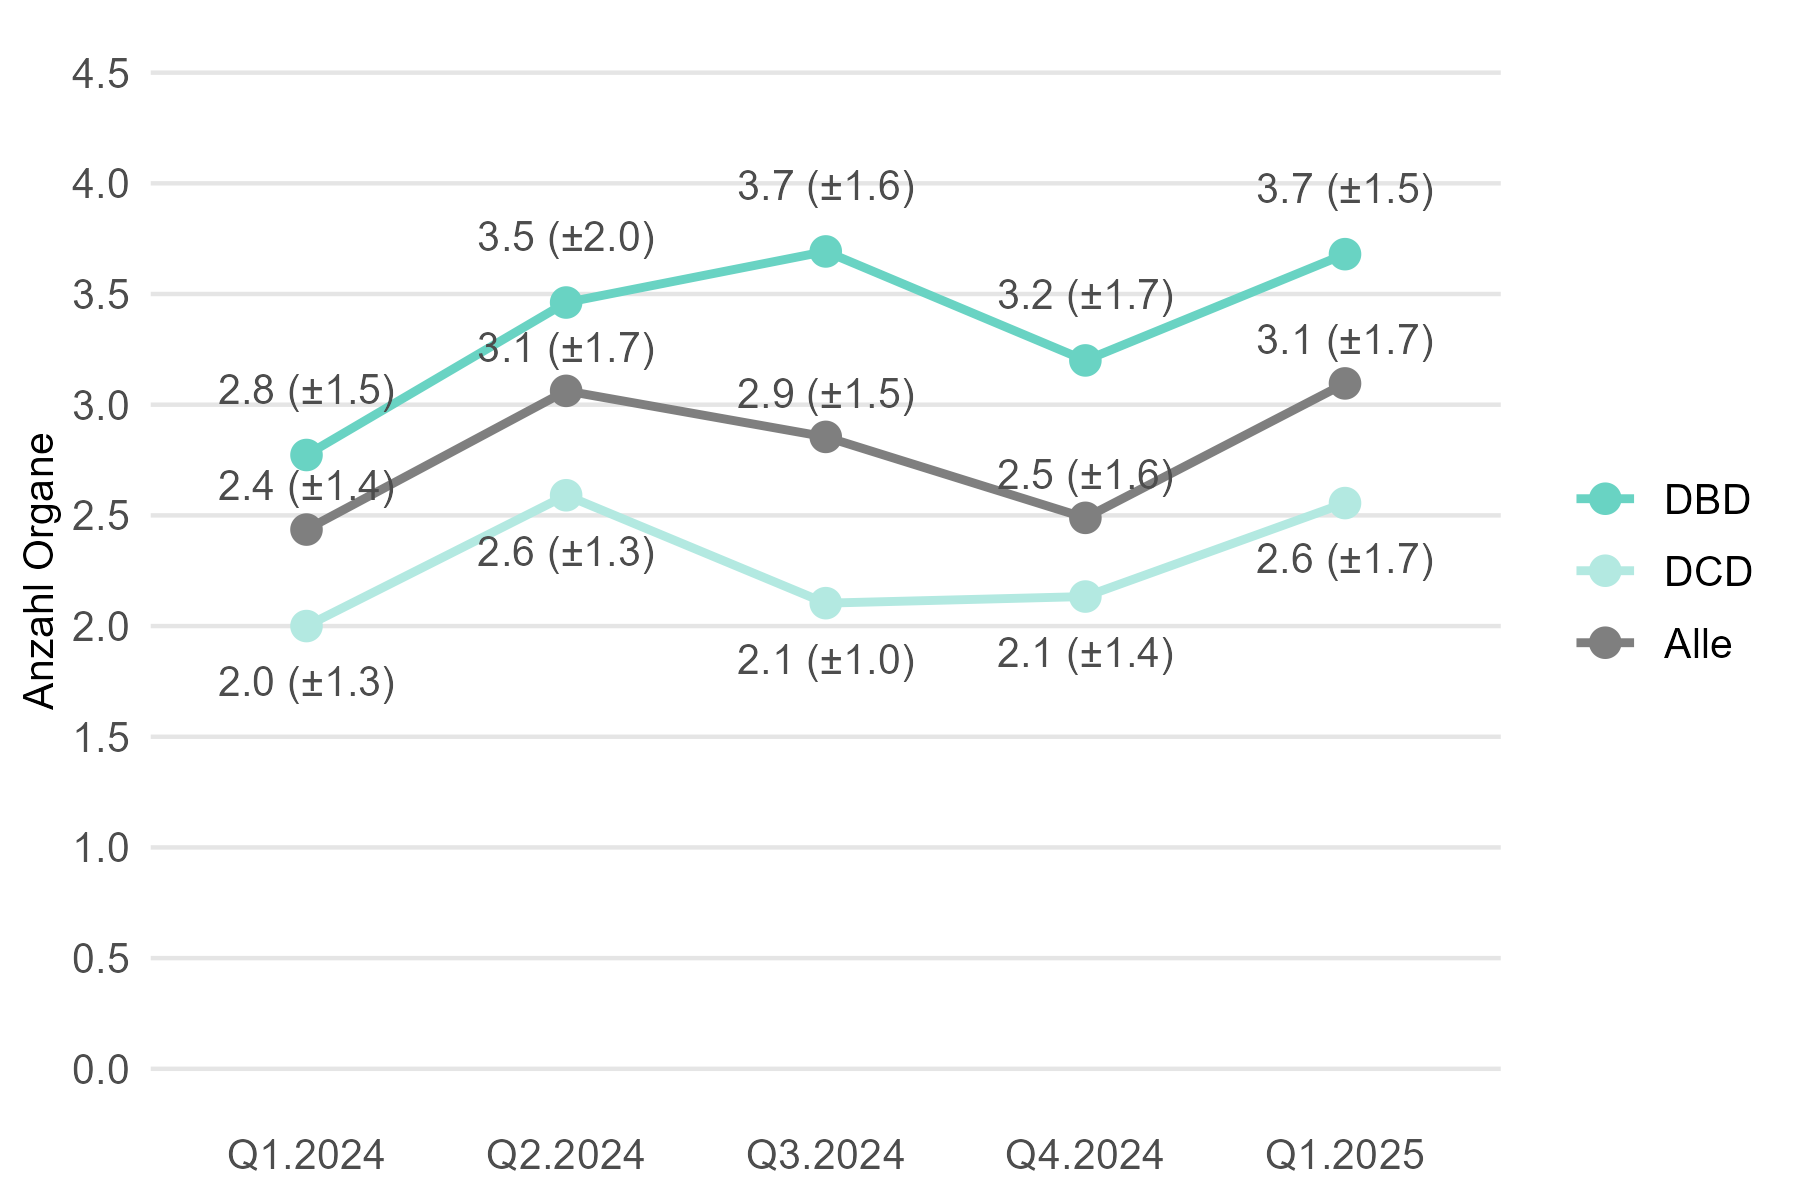 4.5
4.0
3.5
3.0
2.5
2.0
1.5
1.0
0.5
0.0
Anzahl Organe
3.7 (±1.6)
3.7 (±1.5)
3.5 (±2.0)
3.2 (±1.7)
3.1 (±1.7)
3.1 (±1.7)
2.8 (±1.5)
2.9 (±1.5)
2.4 (±1.4)
2.5 (±1.6)
2.6 (±1.3)
2.6 (±1.7)
2.0 (±1.3)
2.1 (±1.0)
2.1 (±1.4)
Q1.2024
Q2.2024
Q3.2024
Q4.2024
Q1.2025
DBD
DCD
Alle